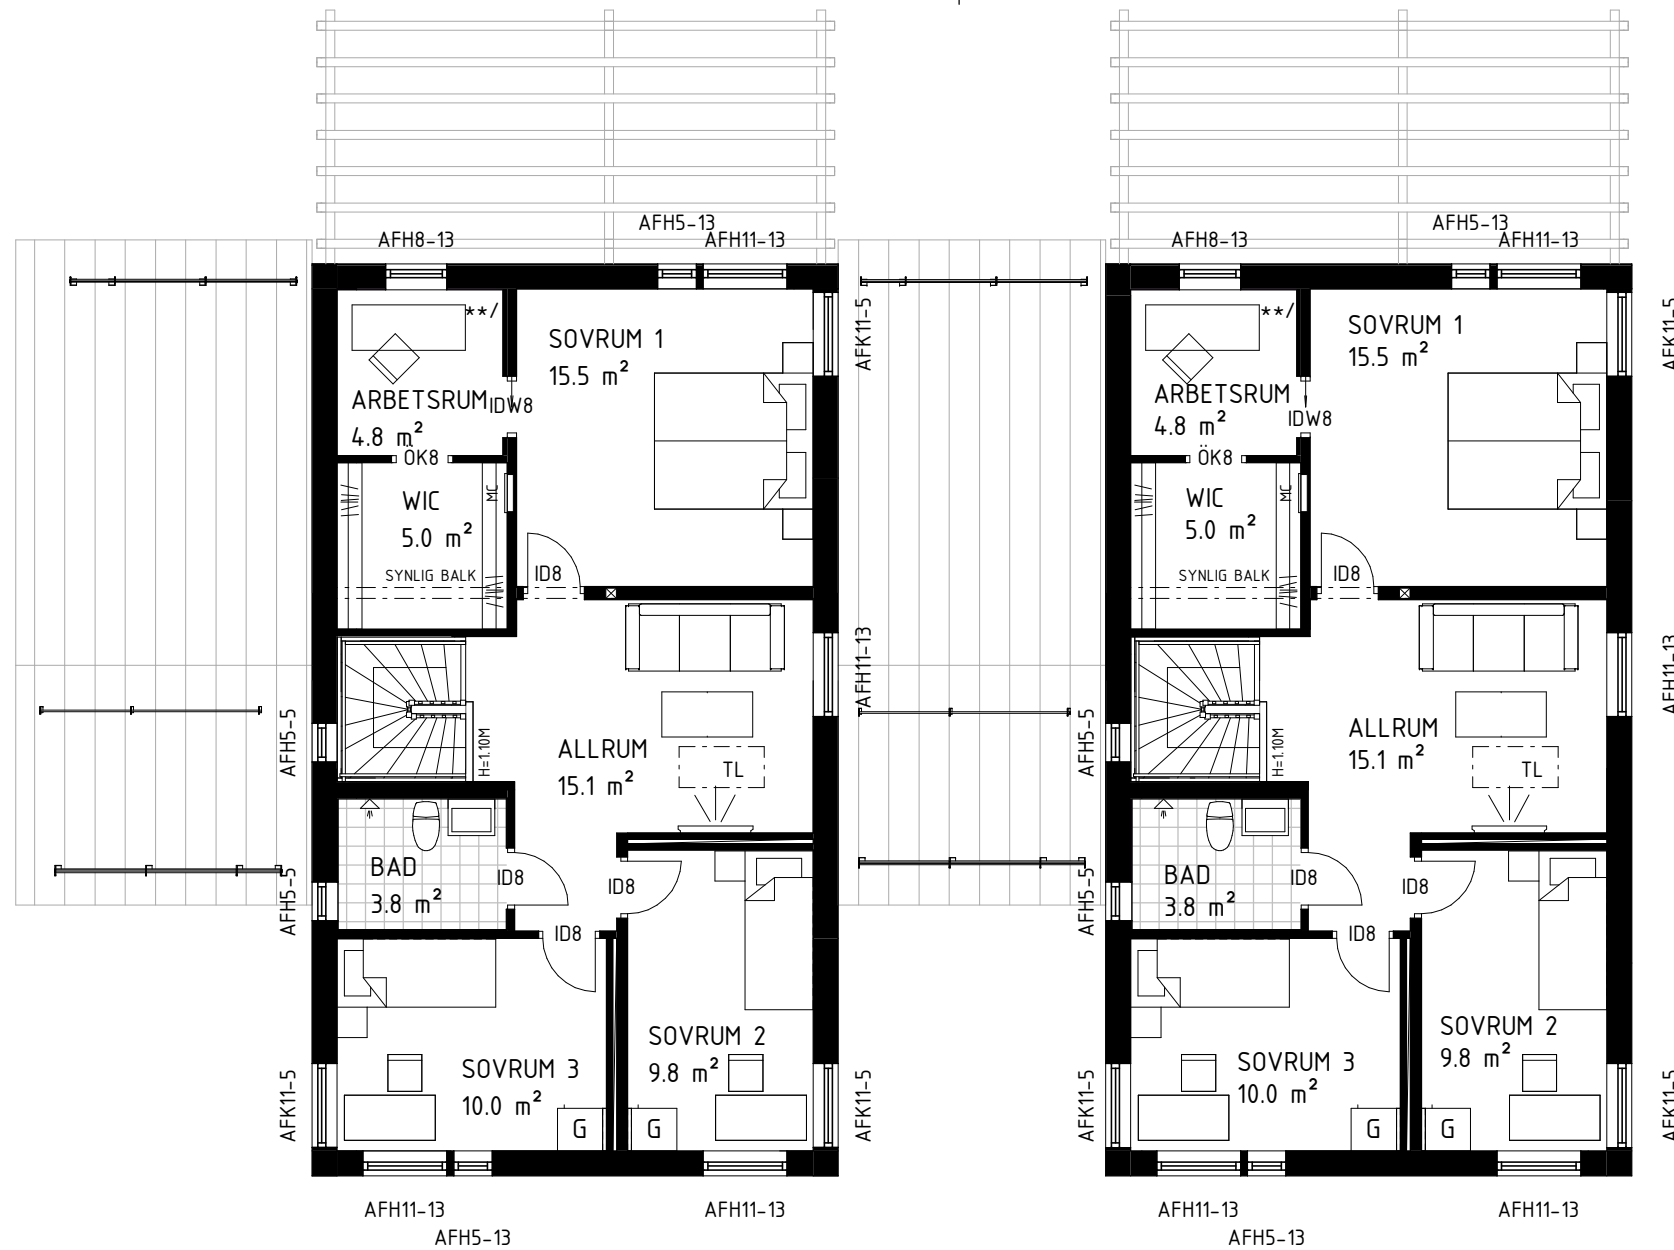 AFH5-13
AFH8-13
AFH11-13
AFH5-13
AFH8-13
AFH11-13
**/
SOVRUM 1
15.5 m²
AFK11-5
ARBETSRUM
IDW8
4.8 m²
ÖK8
WIC
MC
5.0 m²
SYNLIG BALK
ID8
AFH11-13
AFH5-5
H=1.10M
ALLRUM
15.1 m²
TL
BAD
3.8 m²
ID8
ID8
AFH5-5
ID8
SOVRUM 2
9.8 m²
SOVRUM 3
10.0 m²
G
G
AFK11-5
AFK11-5
AFH11-13
AFH5-13
AFH11-13
**/
SOVRUM 1
15.5 m²
AFK11-5
ARBETSRUM
IDW8
4.8 m²
ÖK8
WIC
MC
5.0 m²
SYNLIG BALK
ID8
AFH11-13
AFH5-5
H=1.10M
ALLRUM
15.1 m²
TL
BAD
3.8 m²
ID8
ID8
AFH5-5
ID8
SOVRUM 2
9.8 m²
SOVRUM 3
10.0 m²
G
G
AFK11-5
AFK11-5
AFH11-13
AFH5-13
AFH11-13